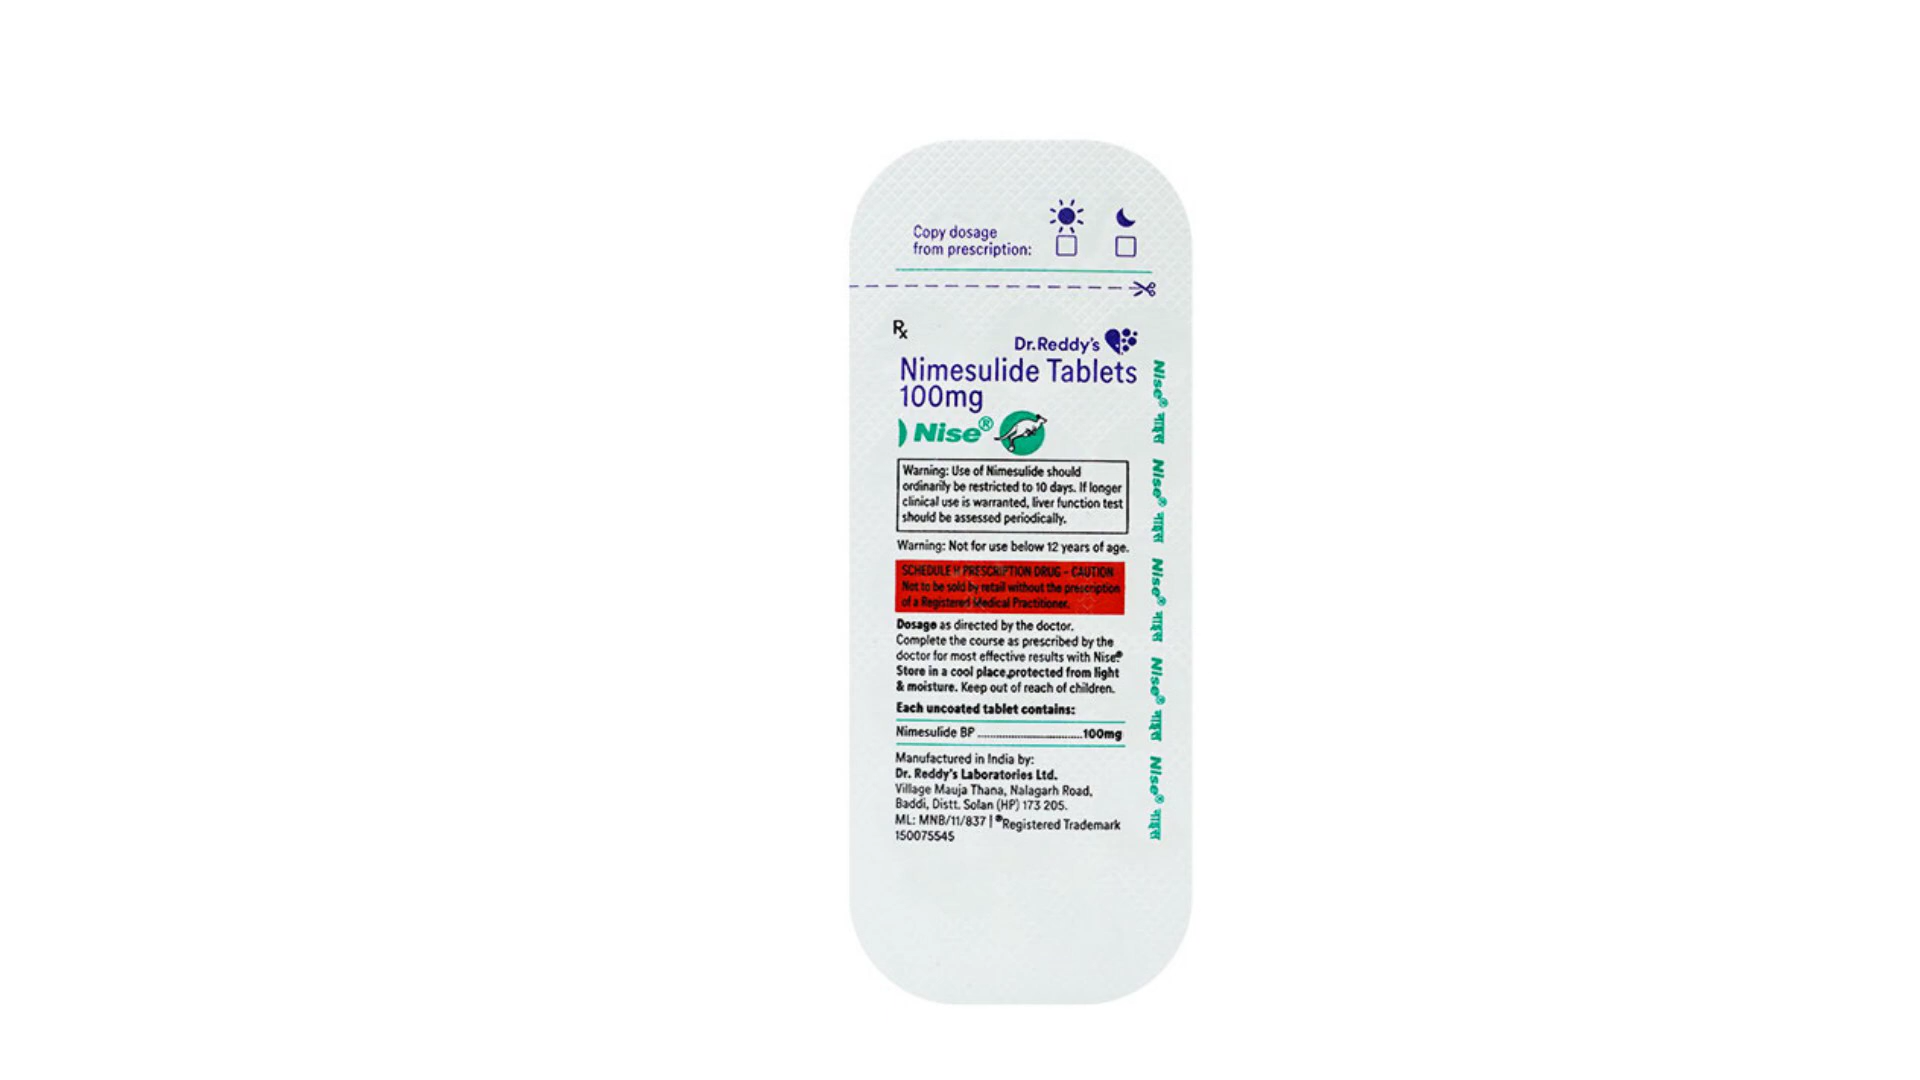 Copy dosage
from prescription:
Rx
Dr.Reddy's
Nimesulide Tablets
100mg
Nise®
Warning: Use of Nimesulide should
ordinarily be restricted to 10 days. If longer
clinical use is warranted, liver function test
should be assessed periodically.
Warning: Not for use below 12 years of age.
SCHEDULE H PRESCRIPTION DRUG - CAUTION
Not to be sold by retail without the prescription
of a Registered Medical Practitioner.
Dosage as directed by the doctor.
Complete the course as prescribed by the
doctor for most effective results with Nise®
Store in a cool place,protected from light
& moisture. Keep out of reach of children.
Each uncoated tablet contains:
Nimesulide BP ................................100mg
Manufactured in India by:
Dr. Reddy's Laboratories Ltd.
Village Mauja Thana, Nalagarh Road,
Baddi, Distt. Solan (HP) 173 205.
ML: MNB/11/837 | ®Registered Trademark
150075545
Nise® नाइस Nise® नाइस Nise® नाइस Nise® नाइस Nise® नाइस